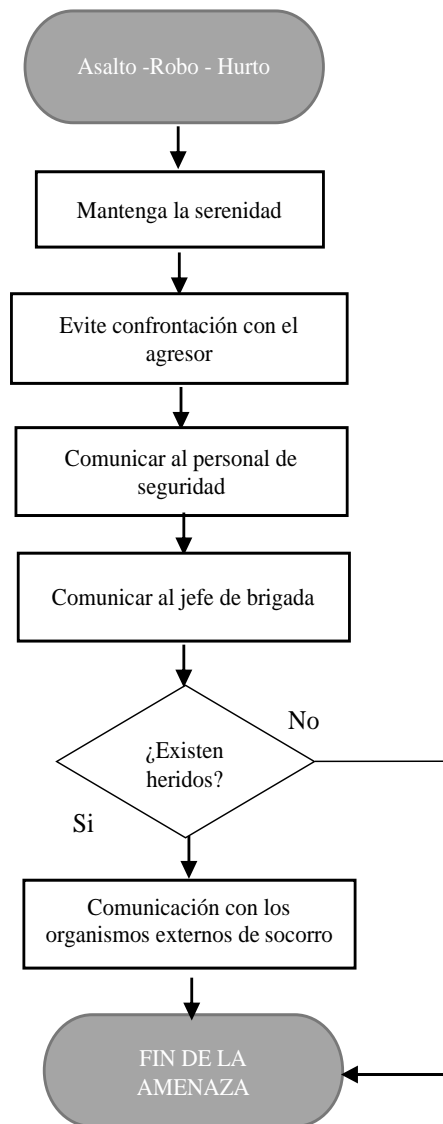 Asalto -Robo - Hurto
Mantenga la serenidad
Evite confrontación con el
agresor
Comunicar al personal de
seguridad
Comunicar al jefe de brigada
No
¿Existen
heridos?
Si
Comunicación con los
organismos externos de socorro
FIN DE LA
AMENAZA